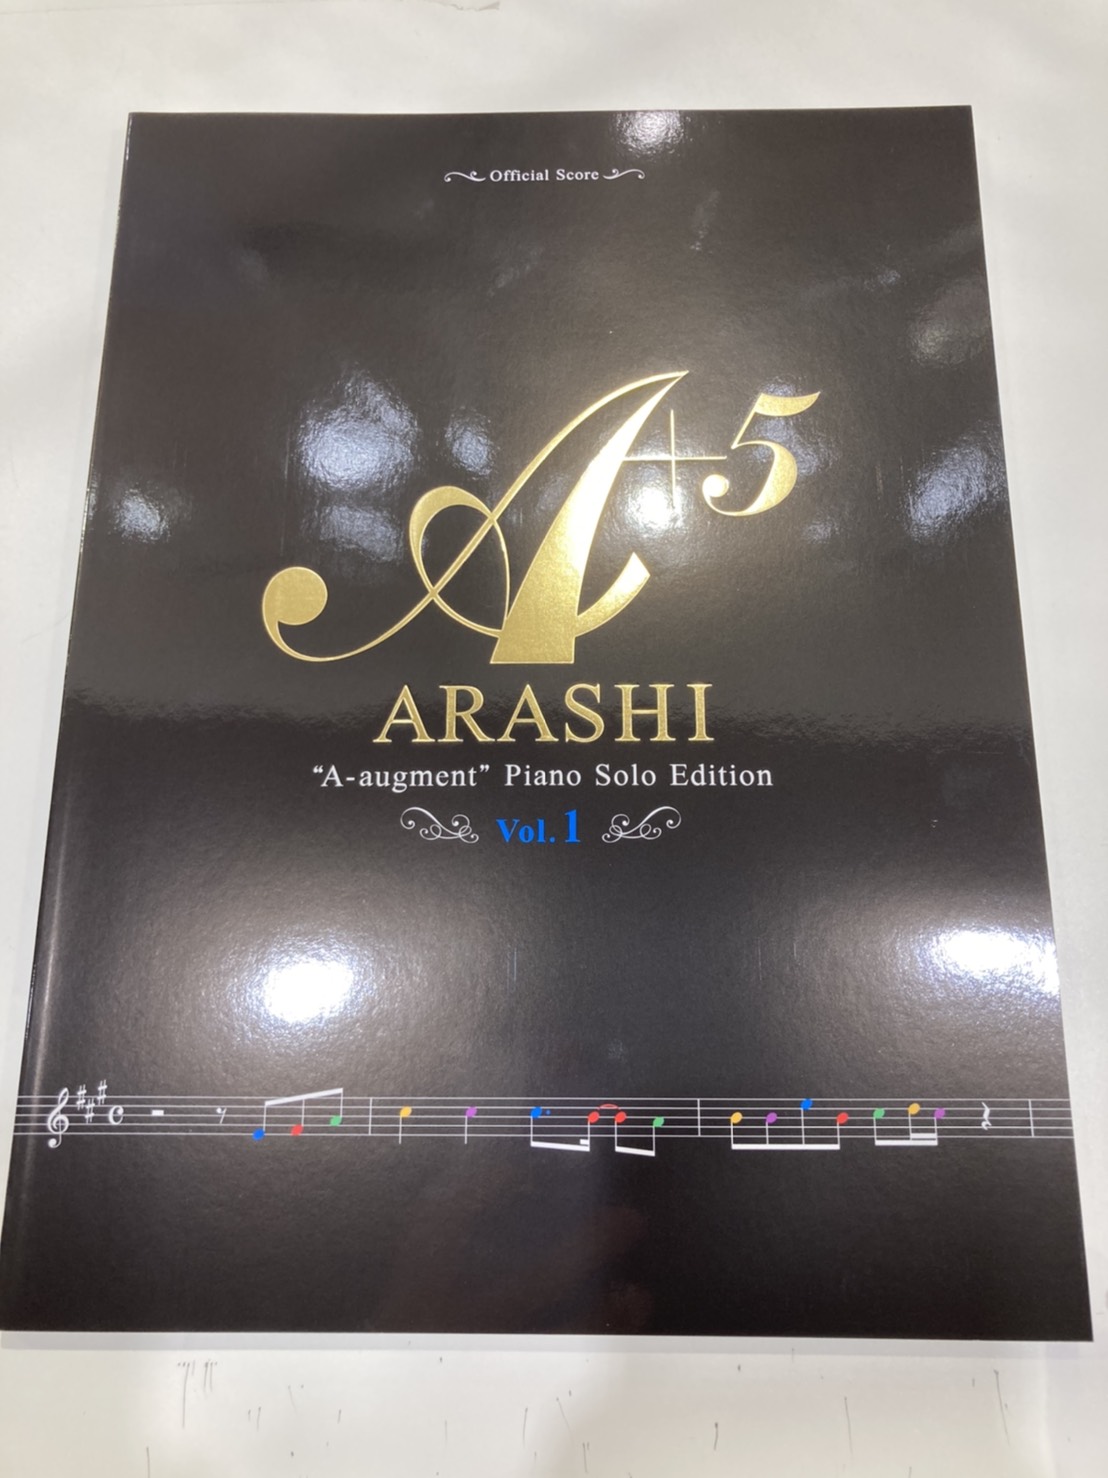 Official Score
A+5
ARASHI
“A-augment” Piano Solo Edition
Vol.1